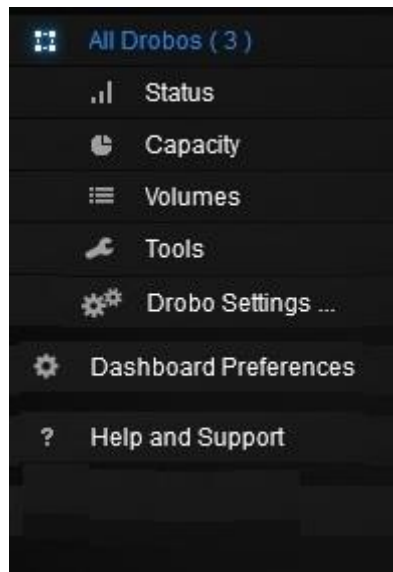 All Drobos ( 3 )
Status
Capacity
Volumes
Tools
Drobo Settings ...
Dashboard Preferences
? Help and Support